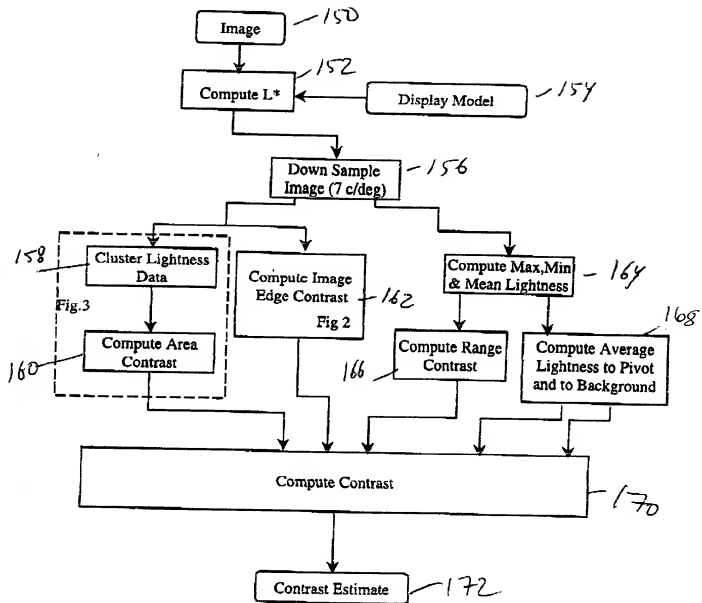 Image
150
152
Compute L*
Display Model
154
Down Sample
Image (7 c/deg)
156
158
Cluster Lightness
Data
Fig.3
Compute Area
Contrast
160
Compute Image
Edge Contrast
Fig 2
162
Compute Max,Min
& Mean Lightness
164
Compute Range
Contrast
166
168
Compute Average
Lightness to Pivot
and to Background
Compute Contrast
170
Contrast Estimate
172